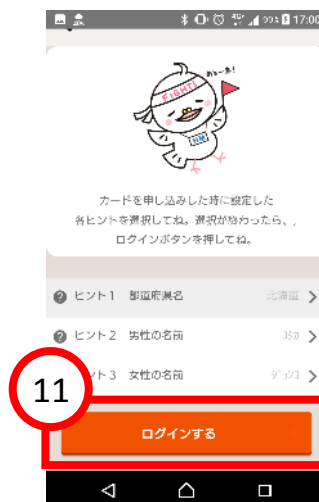 99% 17:00
FIGHT!
カードを申し込みした時に設定した
各ヒントを選択してね。選択が終わったら、,
ログインボタンを押してね。
? ヒント1 都道府県名 北海道 >
? ヒント2 男性の名前 >
ヒント3 女性の名前 >
11
ログインする